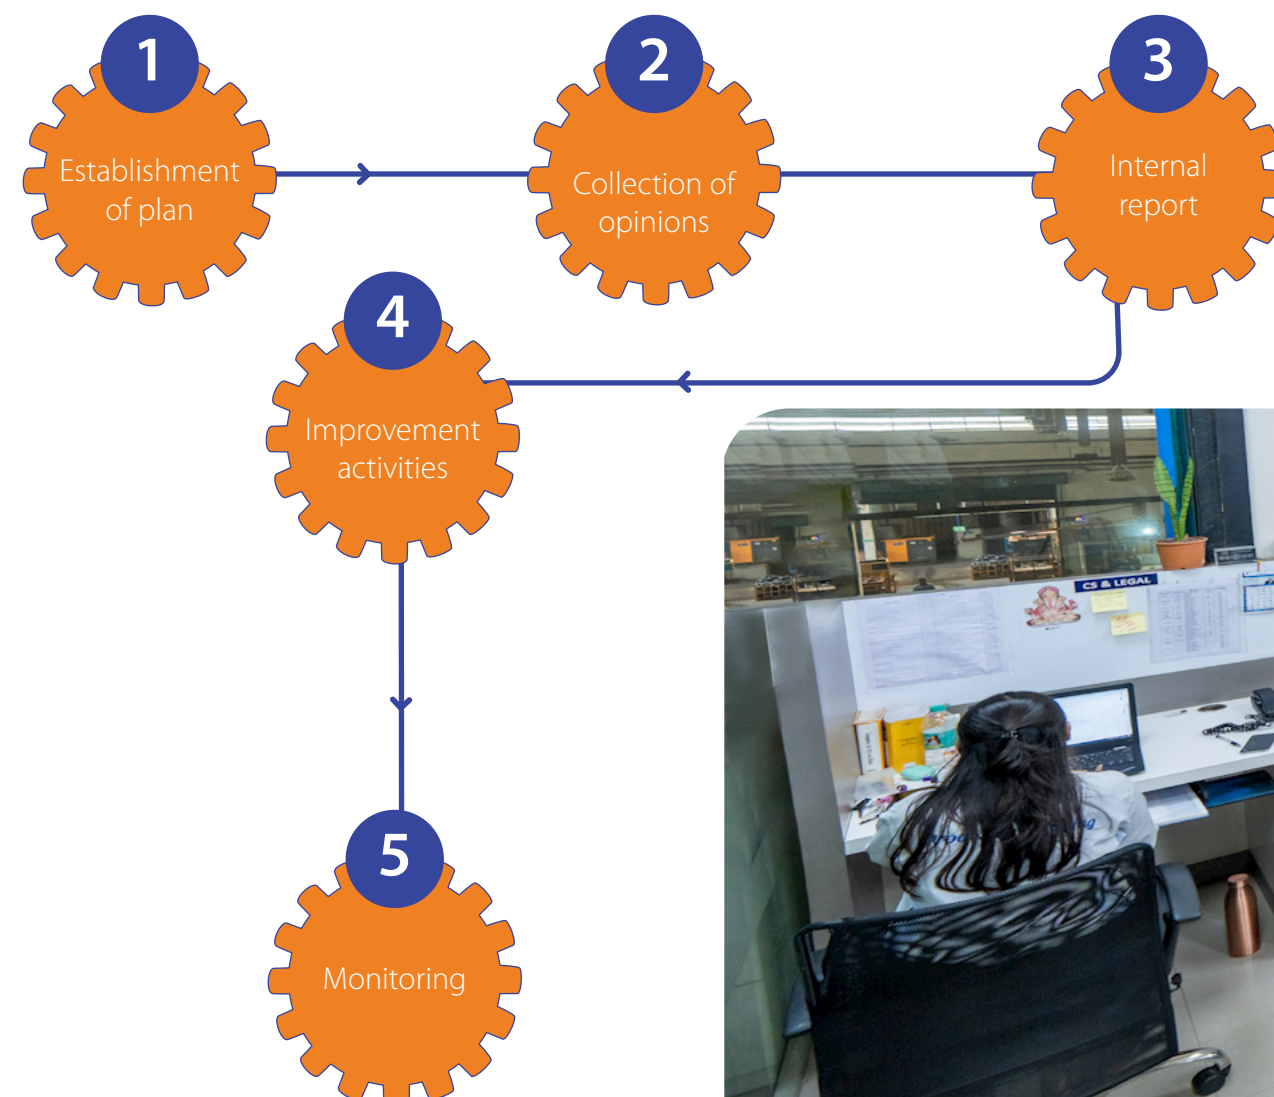 1
Establishment
of plan
2
Collection of
opinions
3
Internal
report
4
Improvement
activities
5
Monitoring
CS & LEGAL